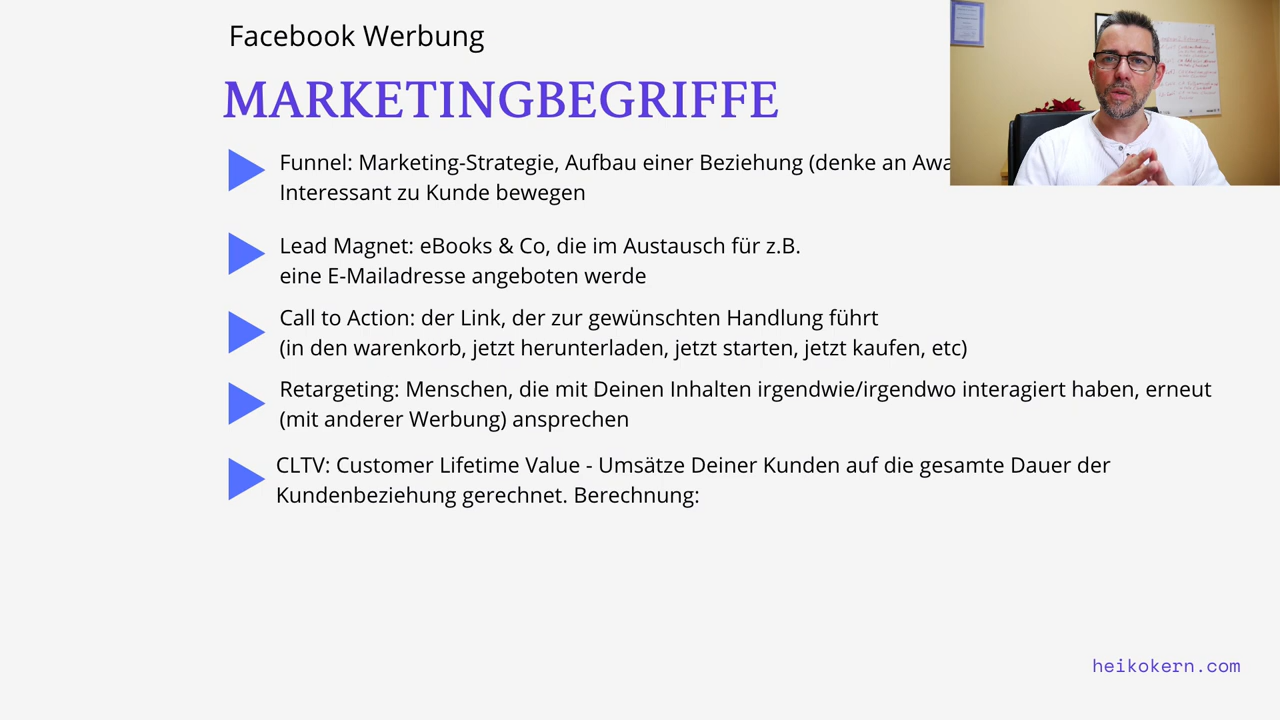 Facebook Werbung
MARKETINGBEGRIFFE
Funnel: Marketing-Strategie, Aufbau einer Beziehung (denke an
Interessant zu Kunde bewegen
Lead Magnet: eBooks & Co, die im Austausch für z.B.
eine E-Mailadresse angeboten werde
Call to Action: der Link, der zur gewünschten Handlung führt
(in den warenkorb, jetzt herunterladen, jetzt starten, jetzt kaufen, etc)
Retargeting: Menschen, die mit Deinen Inhalten irgendwie/irgendwo interagiert haben, erneut
(mit anderer Werbung) ansprechen
CLTV: Customer Lifetime Value - Umsätze Deiner Kunden auf die gesamte Dauer der
Kundenbeziehung gerechnet. Berechnung:
heikokern.com